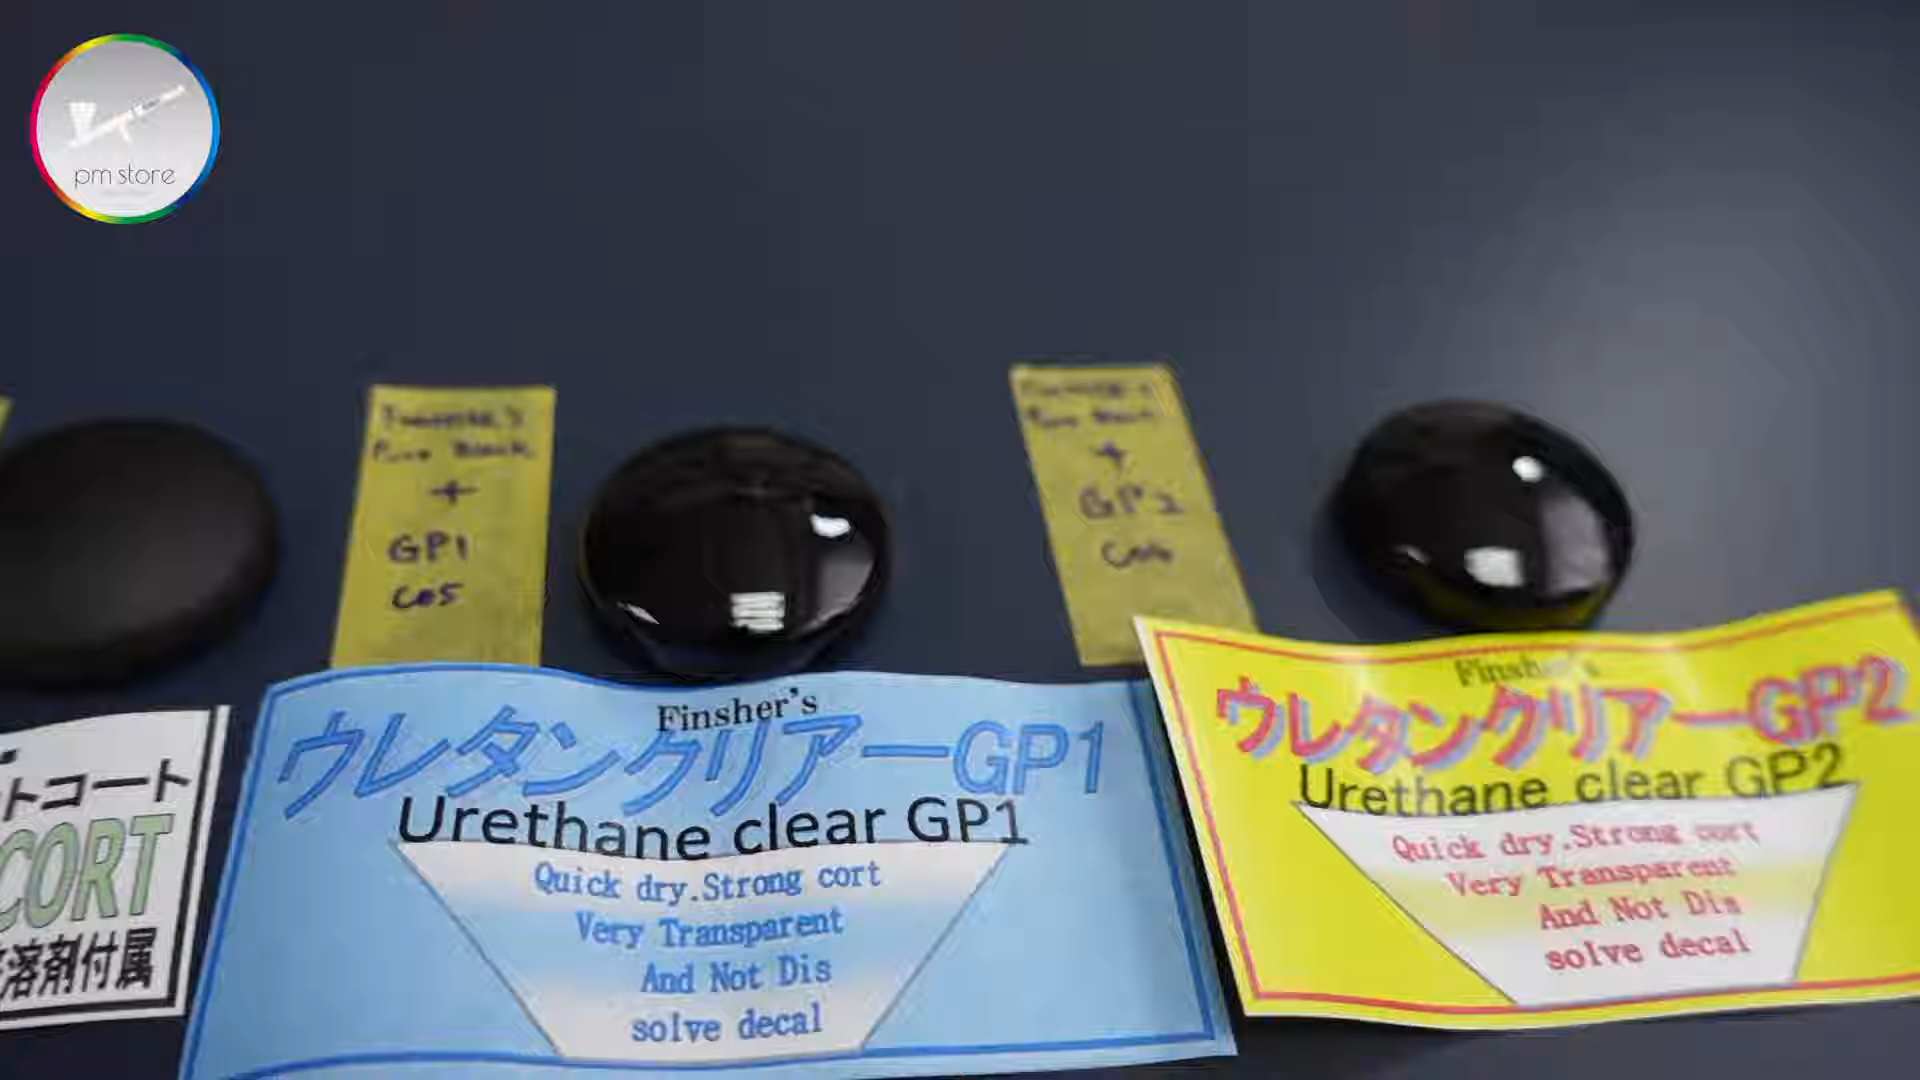 pm store
Pure Black
+
GP1
C05
+
GP2
トコート
CORT
溶剤付属
Finsher's
ウレタンクリアーGP1
Urethane clear GP1
Quick dry.Strong cort
Very Transparent
And Not Dis
solve decal
Finsher's
ウレタンクリアーGP2
Urethane clear GP2
Quick dry.Strong cort
Very Transparent
And Not Dis
solve decal